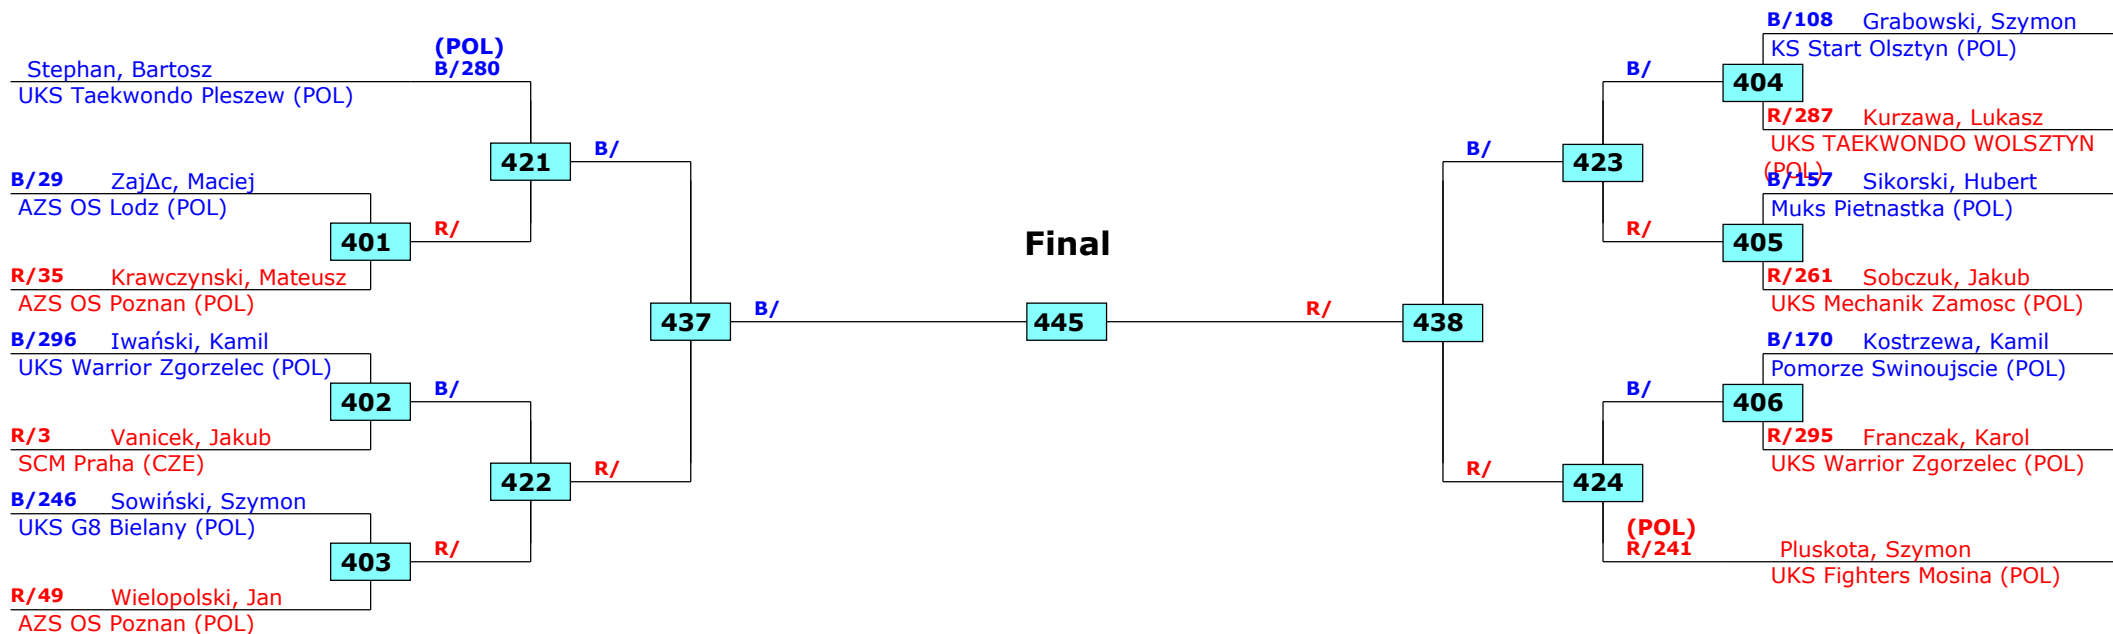 (POL)
Stephan, Bartosz B/280
UKS Taekwondo Pleszew (POL)
421
B/
B/29 Zaj∆c, Maciej
AZS OS Lodz (POL)
401
R/
R/35 Krawczynski, Mateusz
AZS OS Poznan (POL)
437
B/
B/296 Iwański, Kamil
UKS Warrior Zgorzelec (POL)
402
B/
R/3 Vanicek, Jakub
SCM Praha (CZE)
422
R/
B/246 Sowiński, Szymon
UKS G8 Bielany (POL)
403
R/
R/49 Wielopolski, Jan
AZS OS Poznan (POL)
Final
445
B/108 Grabowski, Szymon
KS Start Olsztyn (POL)
B/
404
R/287 Kurzawa, Lukasz
UKS TAEKWONDO WOLSZTYN
(POL)
B/
423
B/157 Sikorski, Hubert
Muks Pietnastka (POL)
R/
405
R/261 Sobczuk, Jakub
UKS Mechanik Zamosc (POL)
R/
438
B/170 Kostrzewa, Kamil
Pomorze Swinoujscie (POL)
B/
406
R/295 Franczak, Karol
UKS Warrior Zgorzelec (POL)
R/
424
(POL)
R/241 Pluskota, Szymon
UKS Fighters Mosina (POL)